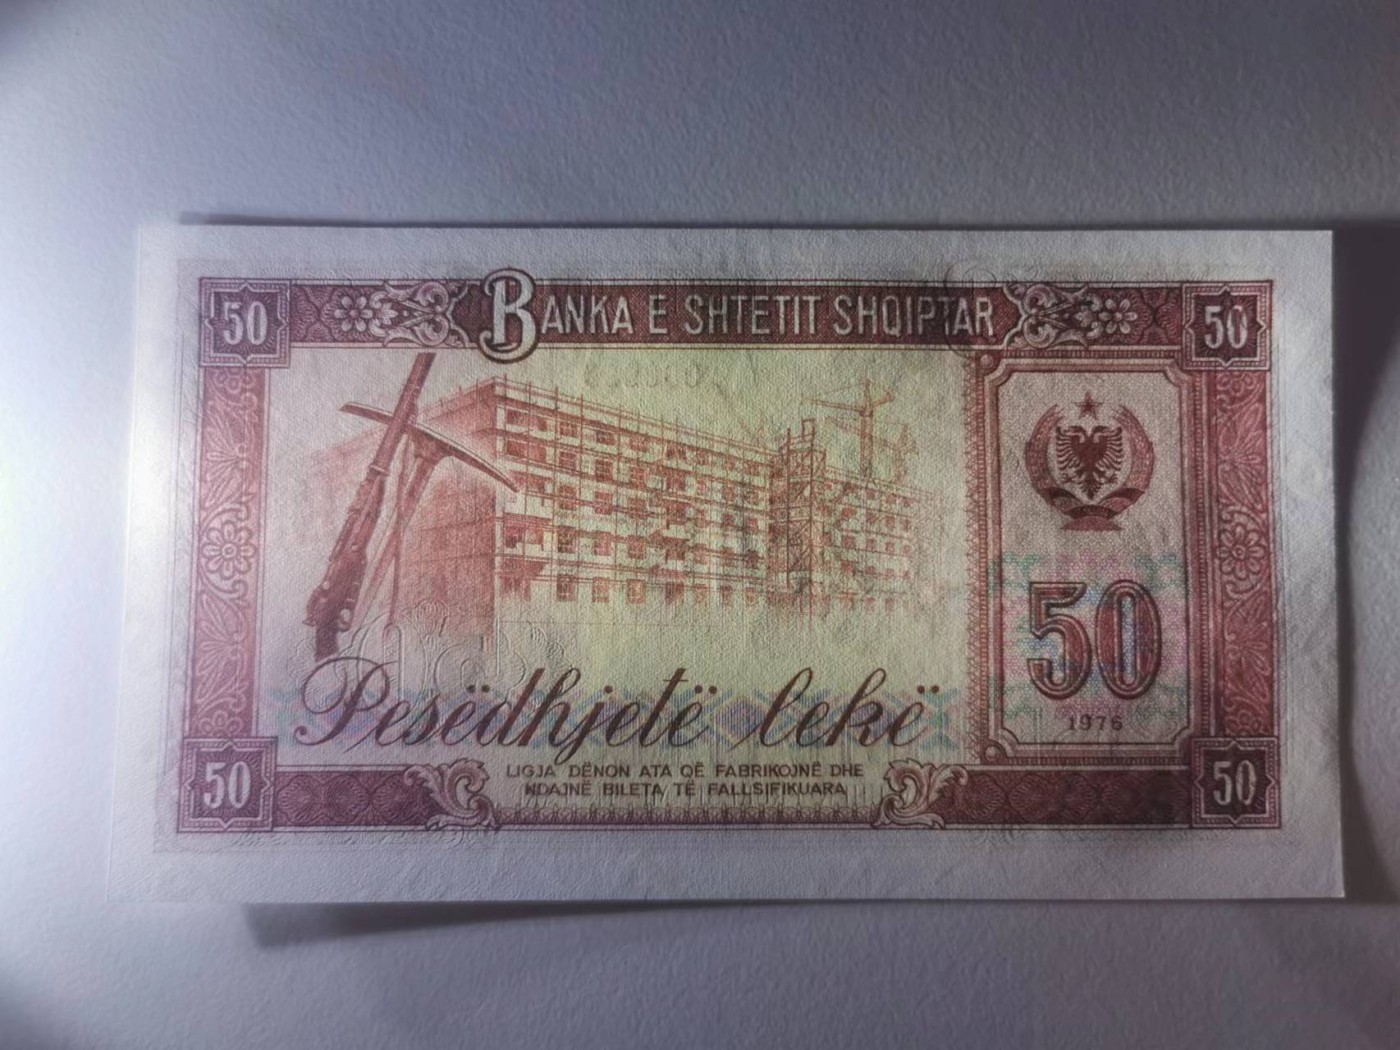 50 BANKA E SHTETIT SHQIPTAR 50
50
1976
Pesëdhjetë lekë
LIGJA DËNON ATA QË FABRIKOJNË DHE
NDAJNË BILETA TË FALLSIFIKUARA
50 50